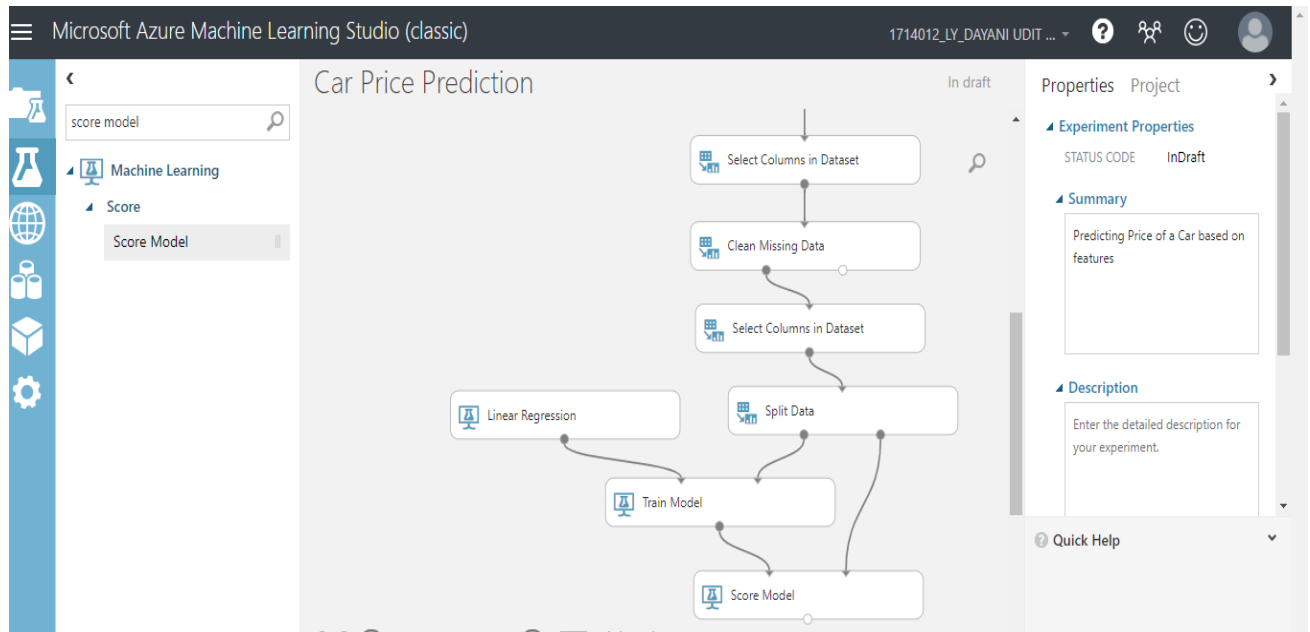 Microsoft Azure Machine Learning Studio (classic)
1714012_LY_DAYANI UDIT ...
score model
Machine Learning
Score
Score Model
Car Price Prediction
In draft
Select Columns in Dataset
Clean Missing Data
Select Columns in Dataset
Linear Regression
Split Data
Train Model
Score Model
Properties Project
Experiment Properties
STATUS CODE InDraft
Summary
Predicting Price of a Car based on
features
Description
Enter the detailed description for
your experiment.
Quick Help